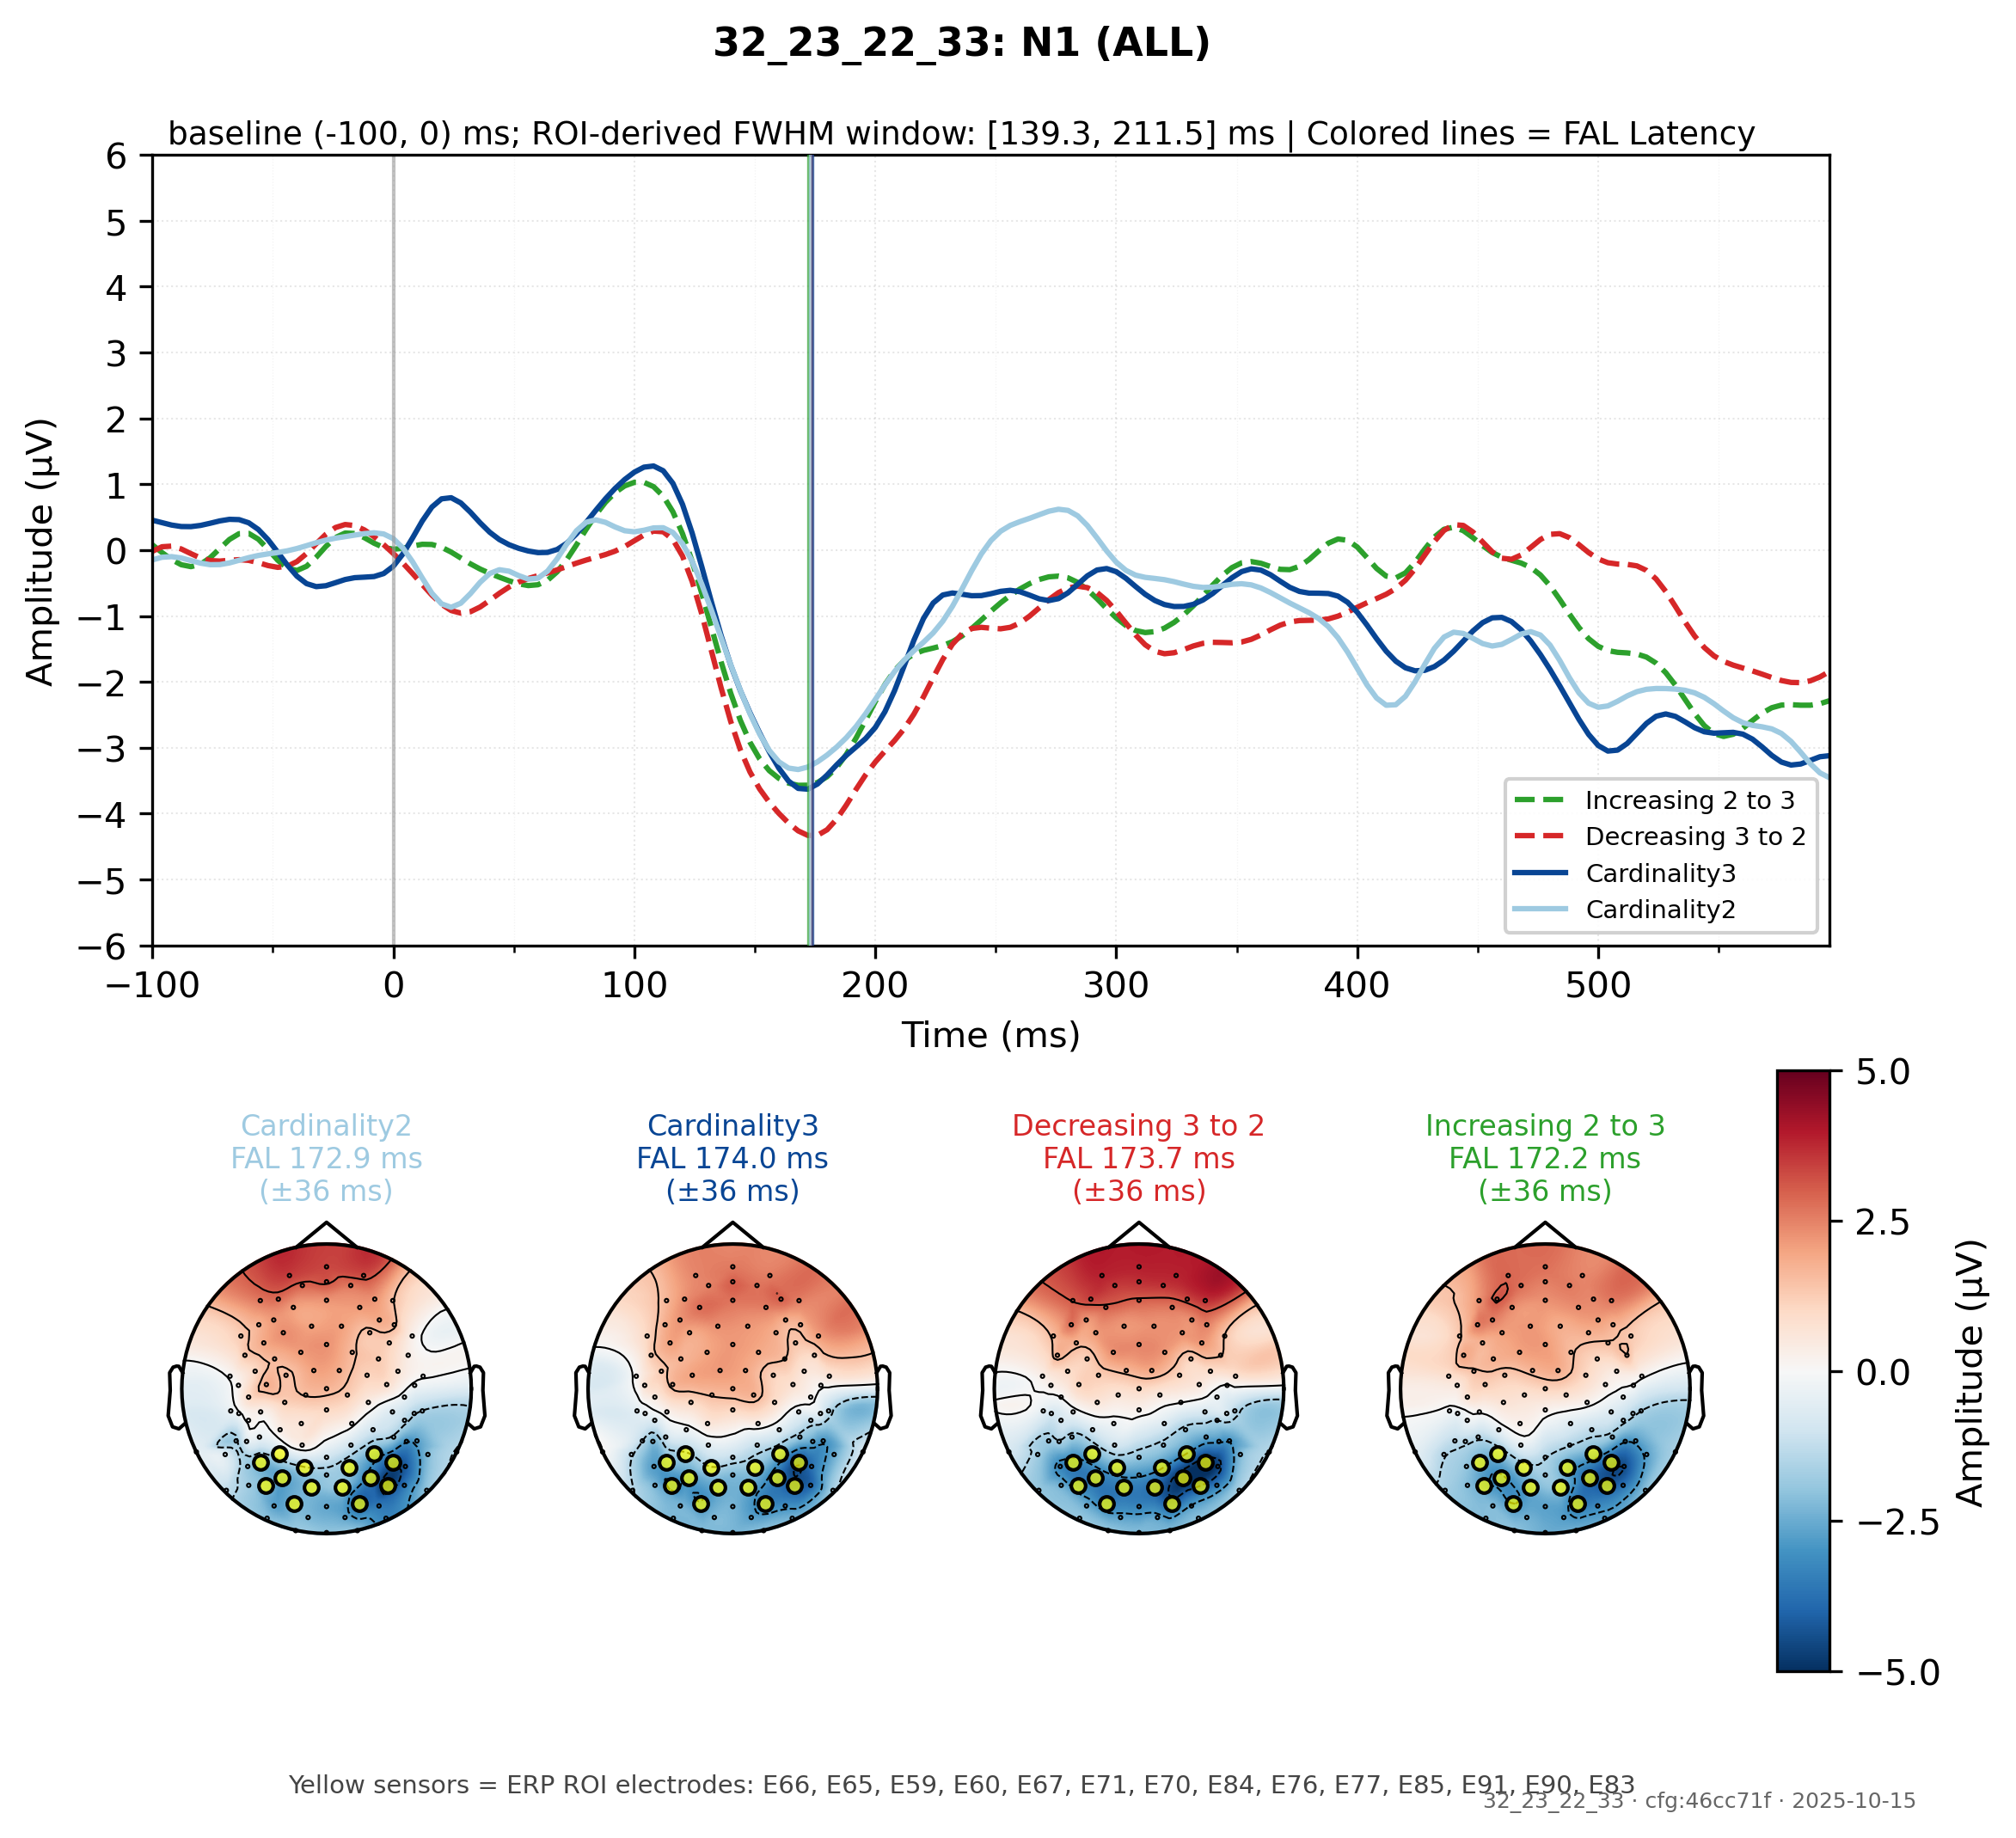 32_23_22_33: N1 (ALL)
baseline (-100, 0) ms; ROI-derived FWHM window: [139.3, 211.5] ms | Colored lines = FAL Latency
6
5
4
3
2
1
0
−1
−2
−3
−4
−5
−6
Amplitude (µV)
−100
0
100
200
300
400
500
Time (ms)
Increasing 2 to 3
Decreasing 3 to 2
Cardinality3
Cardinality2
Cardinality2
FAL 172.9 ms
(±36 ms)
Cardinality3
FAL 174.0 ms
(±36 ms)
Decreasing 3 to 2
FAL 173.7 ms
(±36 ms)
Increasing 2 to 3
FAL 172.2 ms
(±36 ms)
5.0
2.5
0.0
−2.5
−5.0
Amplitude (µV)
Yellow sensors = ERP ROI electrodes: E66, E65, E59, E60, E67, E71, E70, E84, E76, E77, E85, E91, E90, E83
32_23_22_33 · cfg:46cc71f · 2025-10-15